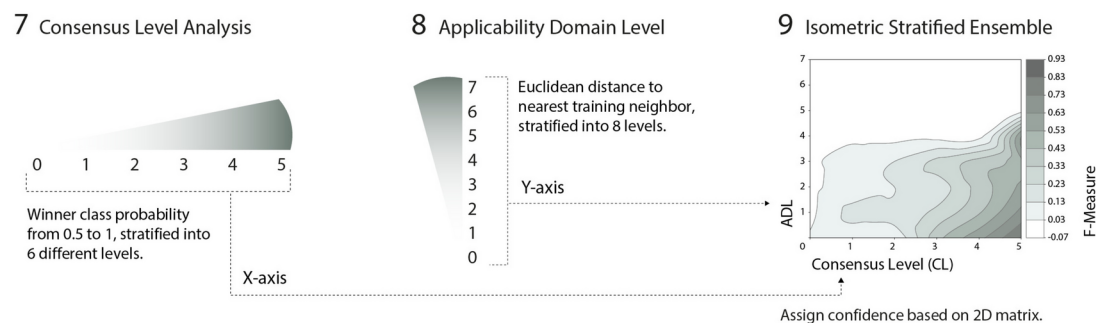 7 Consensus Level Analysis
0 1 2 3 4 5
Winner class probability
from 0.5 to 1, stratified into
6 different levels.
X-axis
8 Applicability Domain Level
7
6
5
4
3
2
1
0
Euclidean distance to
nearest training neighbor,
stratified into 8 levels.
Y-axis
9 Isometric Stratified Ensemble
7
6
5
4
3
2
1
ADL
0 1 2 3 4 5
Consensus Level (CL)
0.93
0.83
0.73
0.63
0.53
0.43
0.33
0.23
0.13
0.03
-0.07
F-Measure
Assign confidence based on 2D matrix.